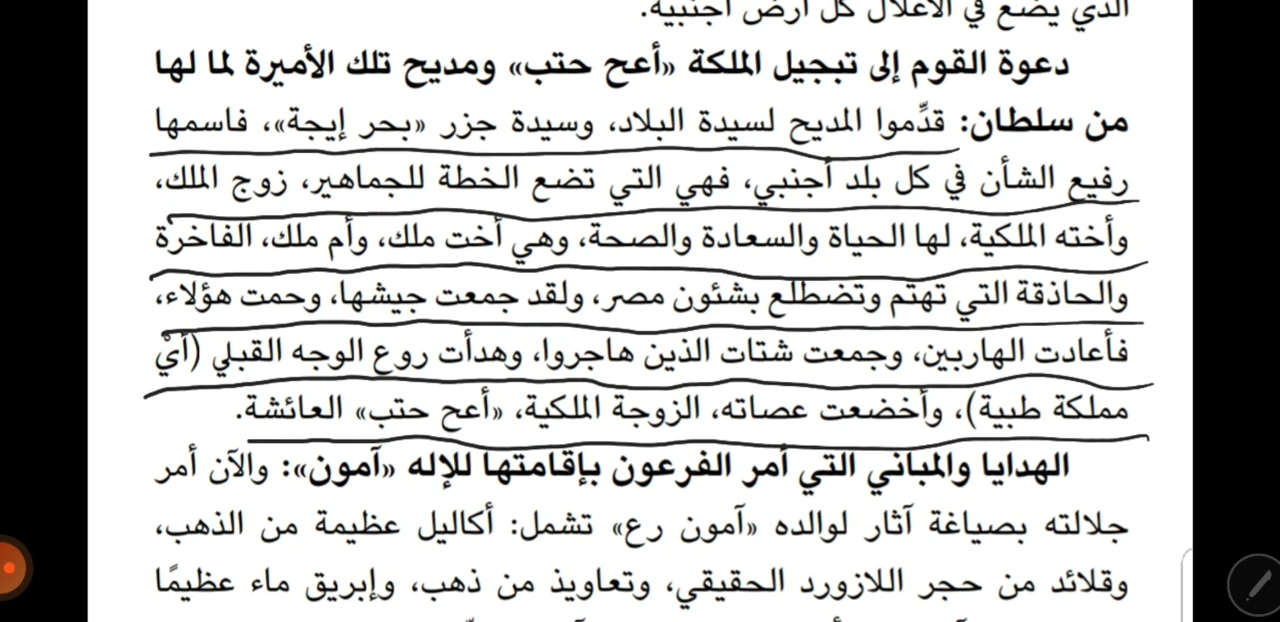 الذي يضع في الأغلال كل أرض أجنبية.
دعوة القوم إلى تبجيل الملكة «أعح حتب» ومديح تلك الأميرة لما لها
من سلطان: قدِّموا المديح لسيدة البلاد، وسيدة جزر «بحر إيجة»، فاسمها
رفيع الشأن في كل بلد أجنبي، فهي التي تضع الخطة للجماهير، زوج الملك،
وأخته الملكية، لها الحياة والسعادة والصحة، وهي أخت ملك، وأم ملك، الفاخرة
والحاذقة التي تهتم وتضطلع بشئون مصر، ولقد جمعت جيشها، وحمت هؤلاء،
فأعادت الهاربين، وجمعت شتات الذين هاجروا، وهدأت روع الوجه القبلي (أيْ
مملكة طيبة)، وأخضعت عصاته، الزوجة الملكية، «أعح حتب» العائشة.
الهدايا والمباني التي أمر الفرعون بإقامتها للإله «آمون»: والآن أمر
جلالته بصياغة آثار لوالده «آمون رع» تشمل: أكاليل عظيمة من الذهب،
وقلائد من حجر اللازورد الحقيقي، وتعاويذ من ذهب، وإبريق ماء عظيمًا